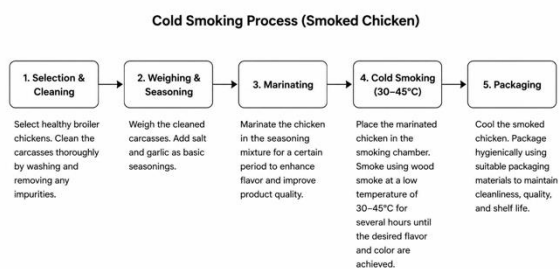 Cold Smoking Process (Smoked Chicken)
1. Selection &
Cleaning
2. Weighing &
Seasoning
3. Marinating
4. Cold Smoking
(30–45°C)
5. Packaging
Select healthy broiler
chickens. Clean the
carcasses thoroughly
by washing and
removing any
impurities.
Weigh the cleaned
carcasses. Add salt
and garlic as basic
seasonings.
Marinate the chicken
in the seasoning
mixture for a certain
period to enhance
flavor and improve
product quality.
Place the marinated
chicken in the
smoking chamber.
Smoke using wood
smoke at a low
temperature of
30–45°C for
several hours until
the desired flavor
and color are
achieved.
Cool the smoked
chicken. Package
hygienically using
suitable packaging
materials to maintain
cleanliness, quality,
and shelf life.